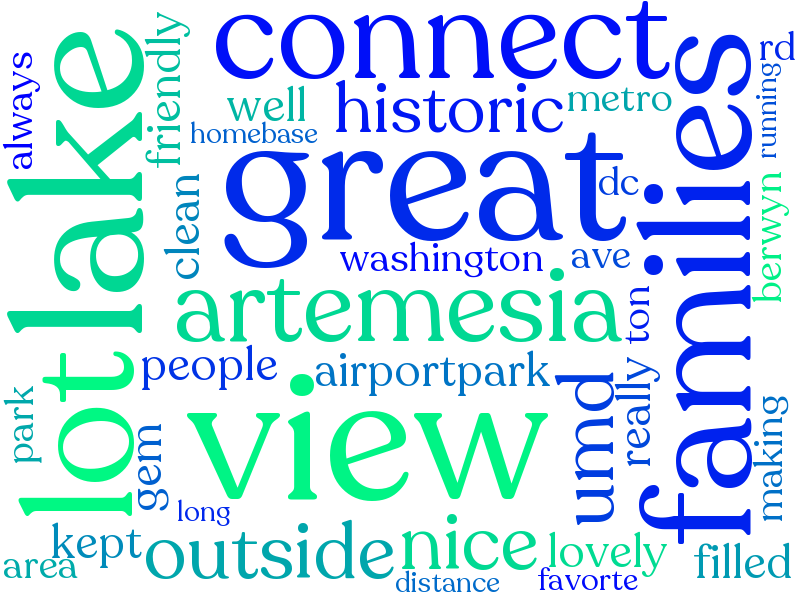 connect
always
lake
friendly
families
rd
running
well
historic
metro
homebase
great
dc
clean
berwyn
washington
ave
artemesia
ton
lot
people
airportpark
view
umd
really
park
gem
making
long
kept
outside
nice
lovely
filled
area
distance
favorte